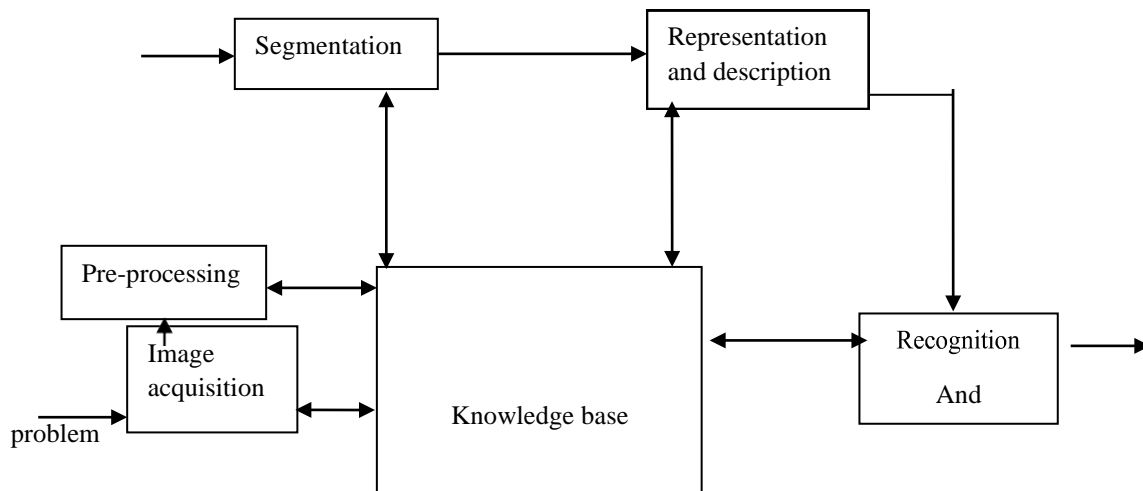 Segmentation
Representation
and description
Pre-processing
Image
acquisition
problem
Knowledge base
Recognition
And